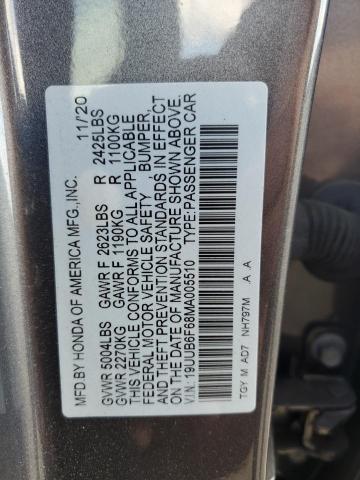 MFD BY HONDA OF AMERICA MFG.,INC. 11/20
GVWR 5004LBS GAWR F 2623LBS R 2425LBS
GVWR 2270KG GAWR F 1190KG R 1100KG
THIS VEHICLE CONFORMS TO ALL APPLICABLE
FEDERAL MOTOR VEHICLE SAFETY , BUMPER,
AND THEFT PREVENTION STANDARDS IN EFFECT
ON THE DATE OF MANUFACTURE SHOWN ABOVE.
V.I.N: 19UUB6F68MA005510 TYPE:PASSENGER CAR
TGY M AD7 NH797M A A